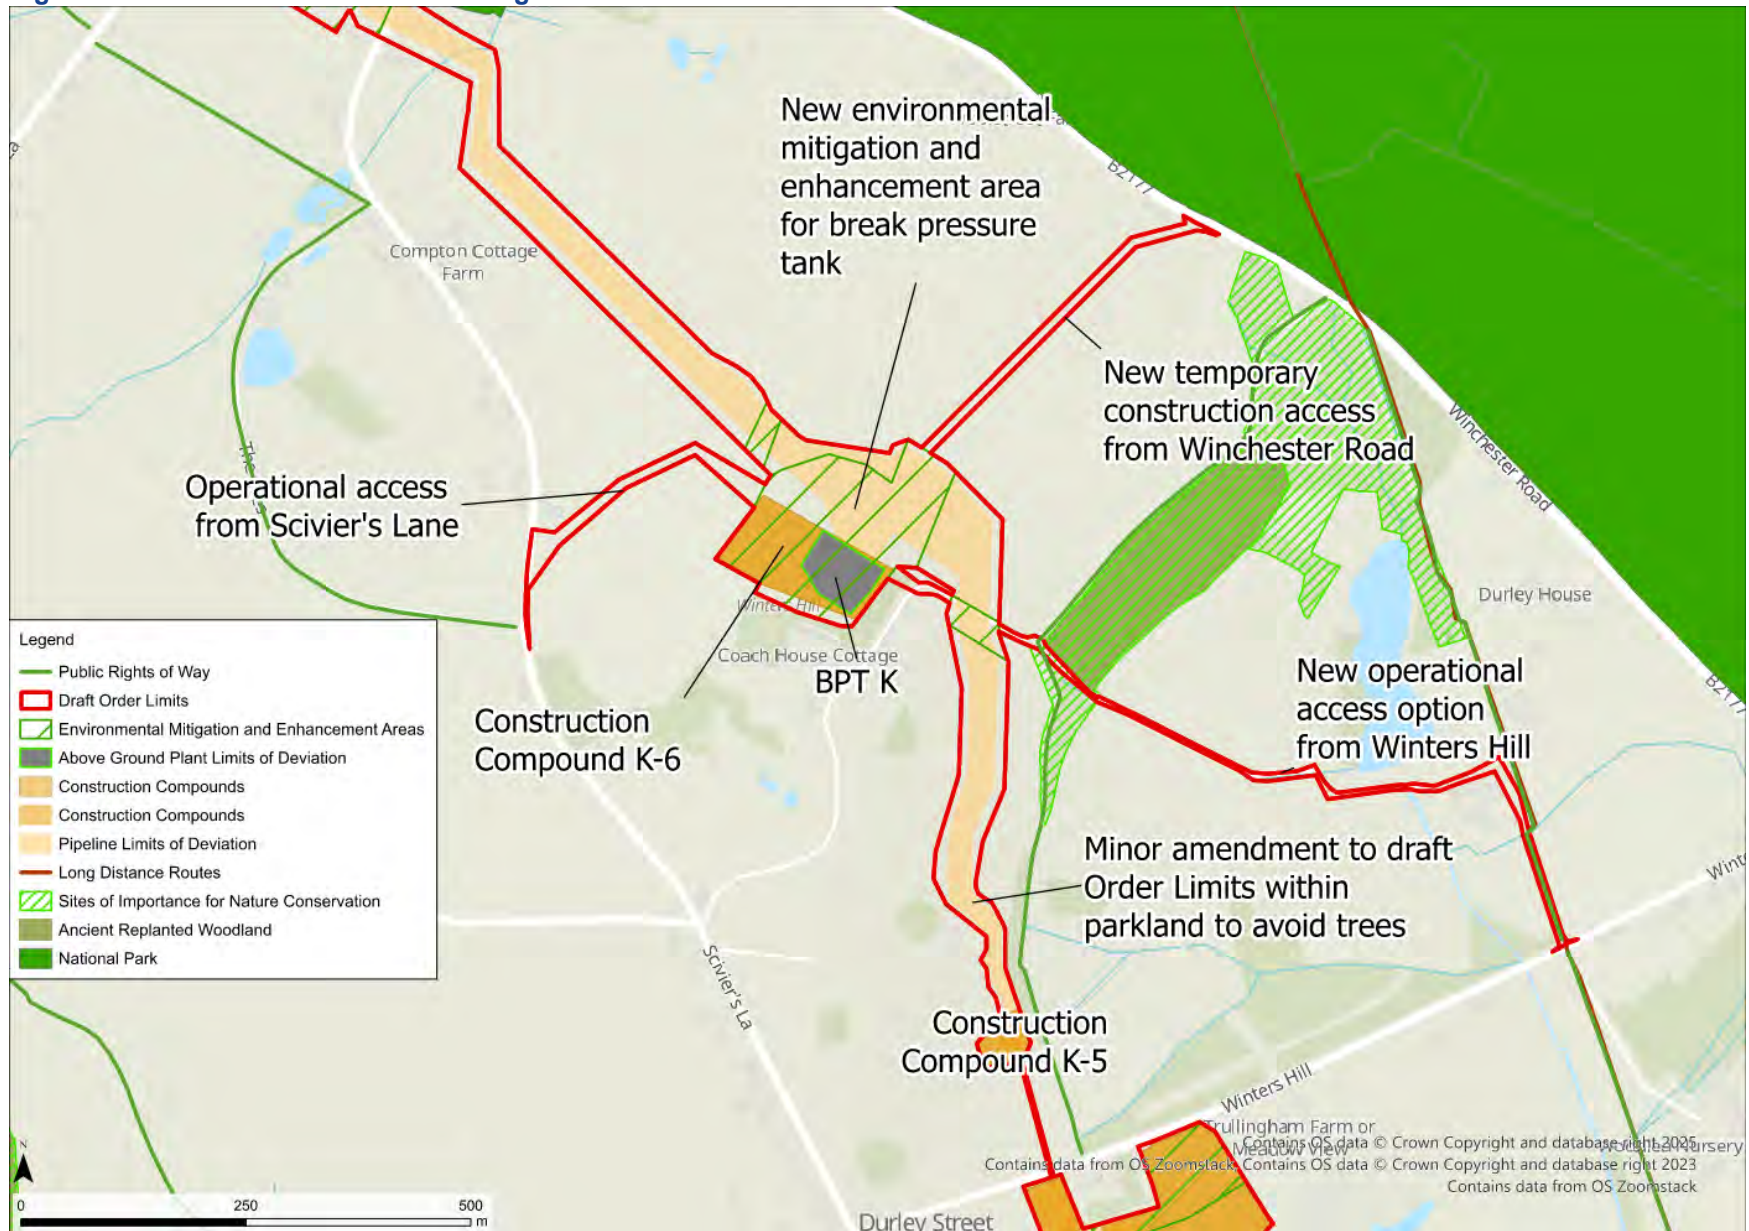 B2177
New environmental
mitigation and
enhancement area
for break pressure
tank
Compton Cottage
Farm
New temporary
construction access
from Winchester Road
Winchester Road
Operational access
from Scivier's Lane
Durley House
Winters Hill
Coach House Cottage
BPT K
New operational
access option
from Winters Hill
B2177
Construction
Compound K-6
Legend
Public Rights of Way
Draft Order Limits
Environmental Mitigation and Enhancement Areas
Above Ground Plant Limits of Deviation
Construction Compounds
Construction Compounds
Pipeline Limits of Deviation
Long Distance Routes
Sites of Importance for Nature Conservation
Ancient Replanted Woodland
National Park
Minor amendment to draft
Order Limits within
parkland to avoid trees
Scivier's La
Construction
Compound K-5
Winters Hill
Trullingham Farm or
Meadow View
Contains OS data © Crown Copyright and database right 2025
Contains data from OS Zoomstack, Contains OS data © Crown Copyright and database right 2023
Contains data from OS Zoomstack
N
0 250 500
m
Durley Street